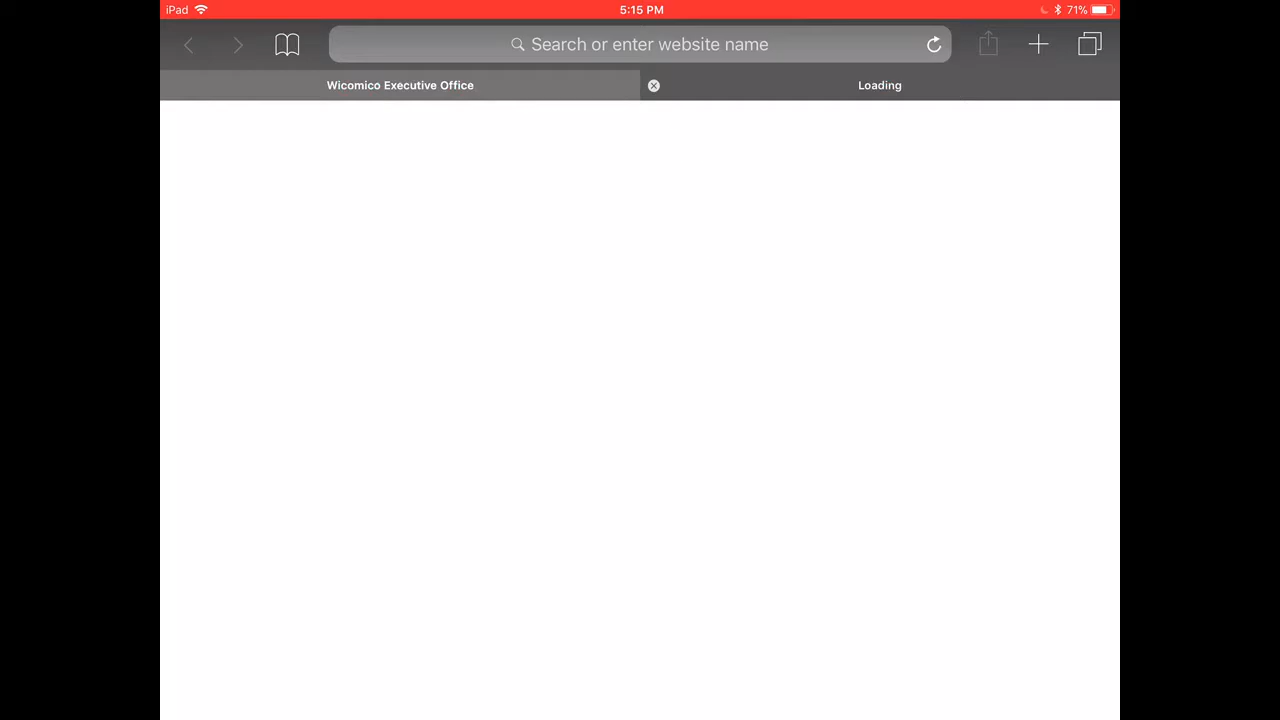 iPad 5:15 PM 71%
Search or enter website name
Wicomico Executive Office Loading